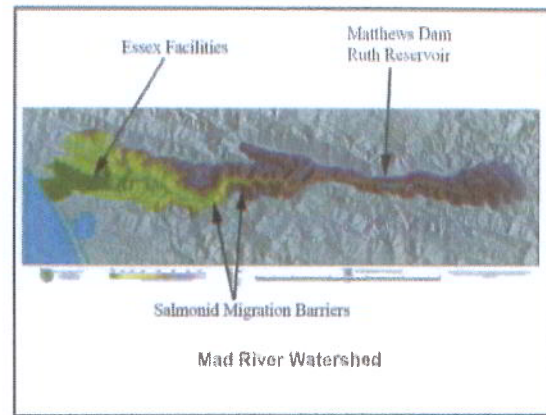 Essex Facilities
Matthews Dam
Ruth Reservoir
Salmonid Migration Barriers
Mad River Watershed